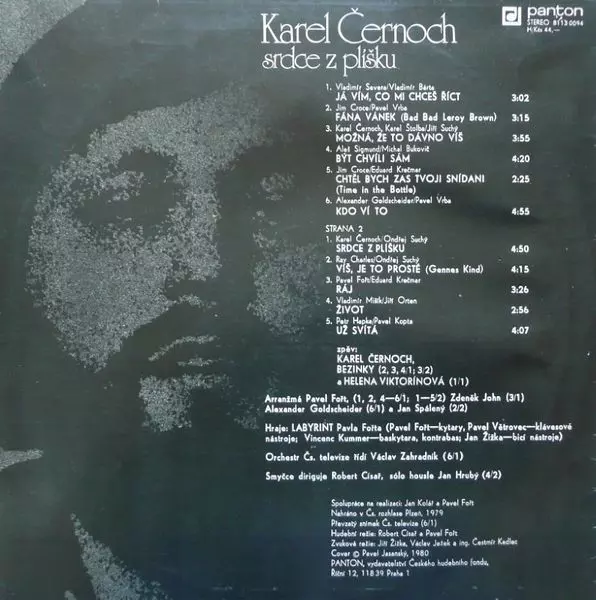 Karel Černoch
srdce z plíšku
panton
STEREO 8113 0094
H/Kčs 44,—
1. Vladimír Severa/Vladimír Bárta
JÁ VÍM, CO MI CHCEŠ ŘÍCT 3:02
2. Jim Croce/Pavel Vrba
FÁNA VÁNEK (Bad Bad Leroy Brown) 3:15
3. Karel Černoch, Karel Štolba/Jiří Suchý
MOŽNÁ, ŽE TO DÁVNO VÍŠ 3:55
4. Aleš Sigmund/Michal Bukovič
BÝT CHVÍLI SÁM 4:20
5. Jim Croce/Eduard Krečmar
CHTĚL BYCH ZAS TVOJI SNÍDANI 2:25
(Time in the Bottle)
6. Alexander Goldscheider/Pavel Vrba
KDO VÍ TO 4:55
STRANA 2
1. Karel Černoch/Ondřej Suchý
SRDCE Z PLÍŠKU 4:50
2. Ray Charles/Ondřej Suchý
VÍŠ, JE TO PROSTÉ (Gennes Kind) 4:15
3. Pavel Fořt/Eduard Krečmar
RÁJ 3:26
4. Vladimír Mišík/Jiří Orten
ŽIVOT 2:56
5. Petr Hapka/Pavel Kopta
UŽ SVÍTÁ 4:07
zpěv:
KAREL ČERNOCH,
BEZINKY (2, 3, 4/1; 3/2)
a HELENA VIKTORÍNOVÁ (1/1)
Aranžmá Pavel Fořt, (1, 2, 4—6/1; 1—5/2) Zdeněk John (3/1)
Alexander Goldscheider (6/1) a Jan Spálený (2/2)
Hraje: LABYRINT Pavla Fořta (Pavel Fořt—kytary, Pavel Větrovec—klávesové
nástroje; Vincenc Kummer—baskytara, kontrabas; Jan Žižka—bicí nástroje)
Orchestr Čs. televize řídí Václav Zahradník (6/1)
Smyčce diriguje Robert Císař, sólo housle Jan Hrubý (4/2)
Spolupráce na realizaci: Jan Kolář a Pavel Fořt
Nahráno v Čs. rozhlase Plzeň, 1979
Převzatý snímek Čs. televize (6/1)
Hudební režie: Robert Císař a Pavel Fořt
Zvuková režie: Jiří Žižka, Václav Ježek a ing. Čestmír Kadlec
Cover © Pavel Jasanský, 1980
PANTON, vydavatelství Českého hudebního fondu,
Říční 12, 118 39 Praha 1